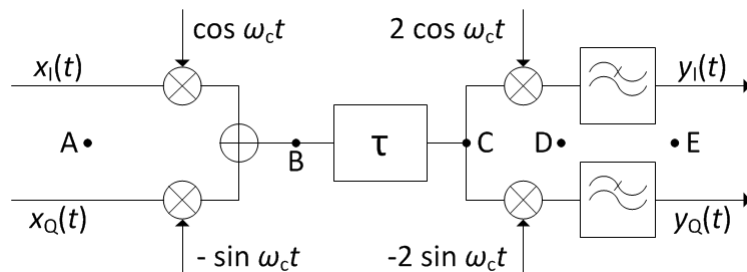 cos ωct
2 cos ωct
xI(t)
yI(t)
A
B
τ
C
D
E
xQ(t)
yQ(t)
- sin ωct
-2 sin ωct